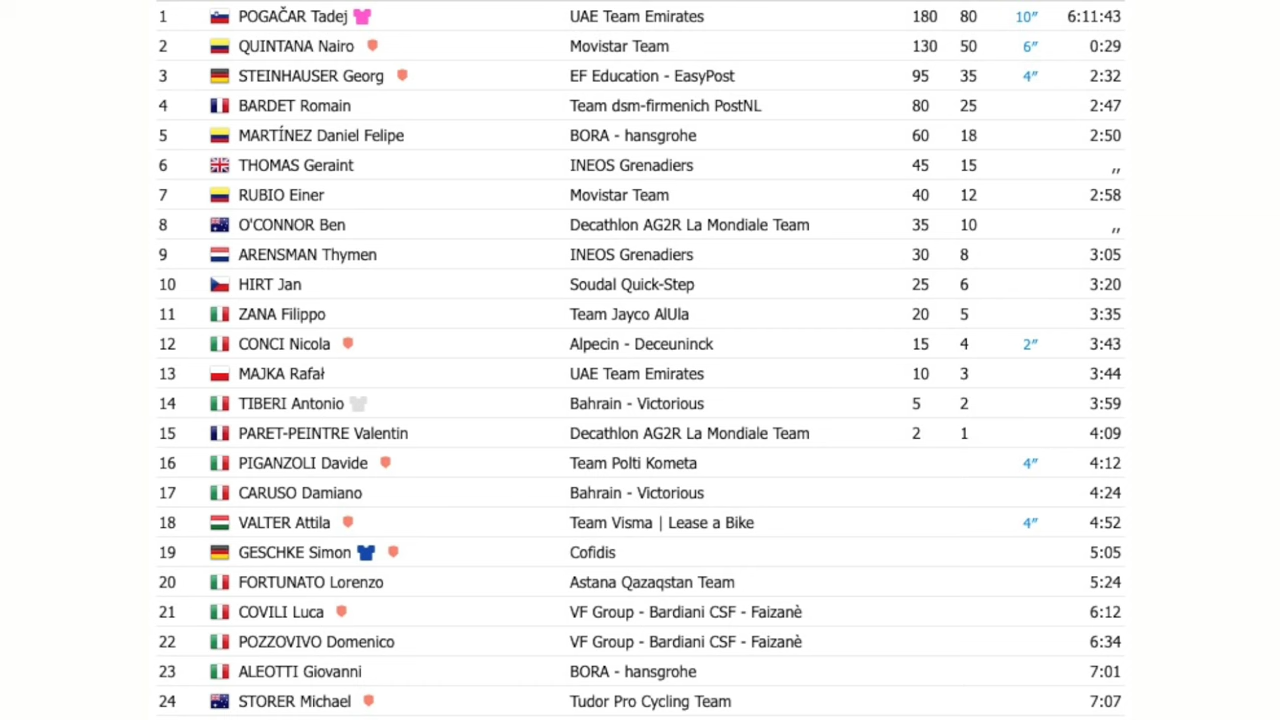 1 POGAČAR Tadej UAE Team Emirates 180 80 10″ 6:11:43
2 QUINTANA Nairo Movistar Team 130 50 6″ 0:29
3 STEINHAUSER Georg EF Education - EasyPost 95 35 4″ 2:32
4 BARDET Romain Team dsm-firmenich PostNL 80 25 2:47
5 MARTÍNEZ Daniel Felipe BORA - hansgrohe 60 18 2:50
6 THOMAS Geraint INEOS Grenadiers 45 15 ,,
7 RUBIO Einer Movistar Team 40 12 2:58
8 O'CONNOR Ben Decathlon AG2R La Mondiale Team 35 10 ,,
9 ARENSMAN Thymen INEOS Grenadiers 30 8 3:05
10 HIRT Jan Soudal Quick-Step 25 6 3:20
11 ZANA Filippo Team Jayco AlUla 20 5 3:35
12 CONCI Nicola Alpecin - Deceuninck 15 4 2″ 3:43
13 MAJKA Rafał UAE Team Emirates 10 3 3:44
14 TIBERI Antonio Bahrain - Victorious 5 2 3:59
15 PARET-PEINTRE Valentin Decathlon AG2R La Mondiale Team 2 1 4:09
16 PIGANZOLI Davide Team Polti Kometa 4″ 4:12
17 CARUSO Damiano Bahrain - Victorious 4:24
18 VALTER Attila Team Visma | Lease a Bike 4″ 4:52
19 GESCHKE Simon Cofidis 5:05
20 FORTUNATO Lorenzo Astana Qazaqstan Team 5:24
21 COVILI Luca VF Group - Bardiani CSF - Faizanè 6:12
22 POZZOVIVO Domenico VF Group - Bardiani CSF - Faizanè 6:34
23 ALEOTTI Giovanni BORA - hansgrohe 7:01
24 STORER Michael Tudor Pro Cycling Team 7:07